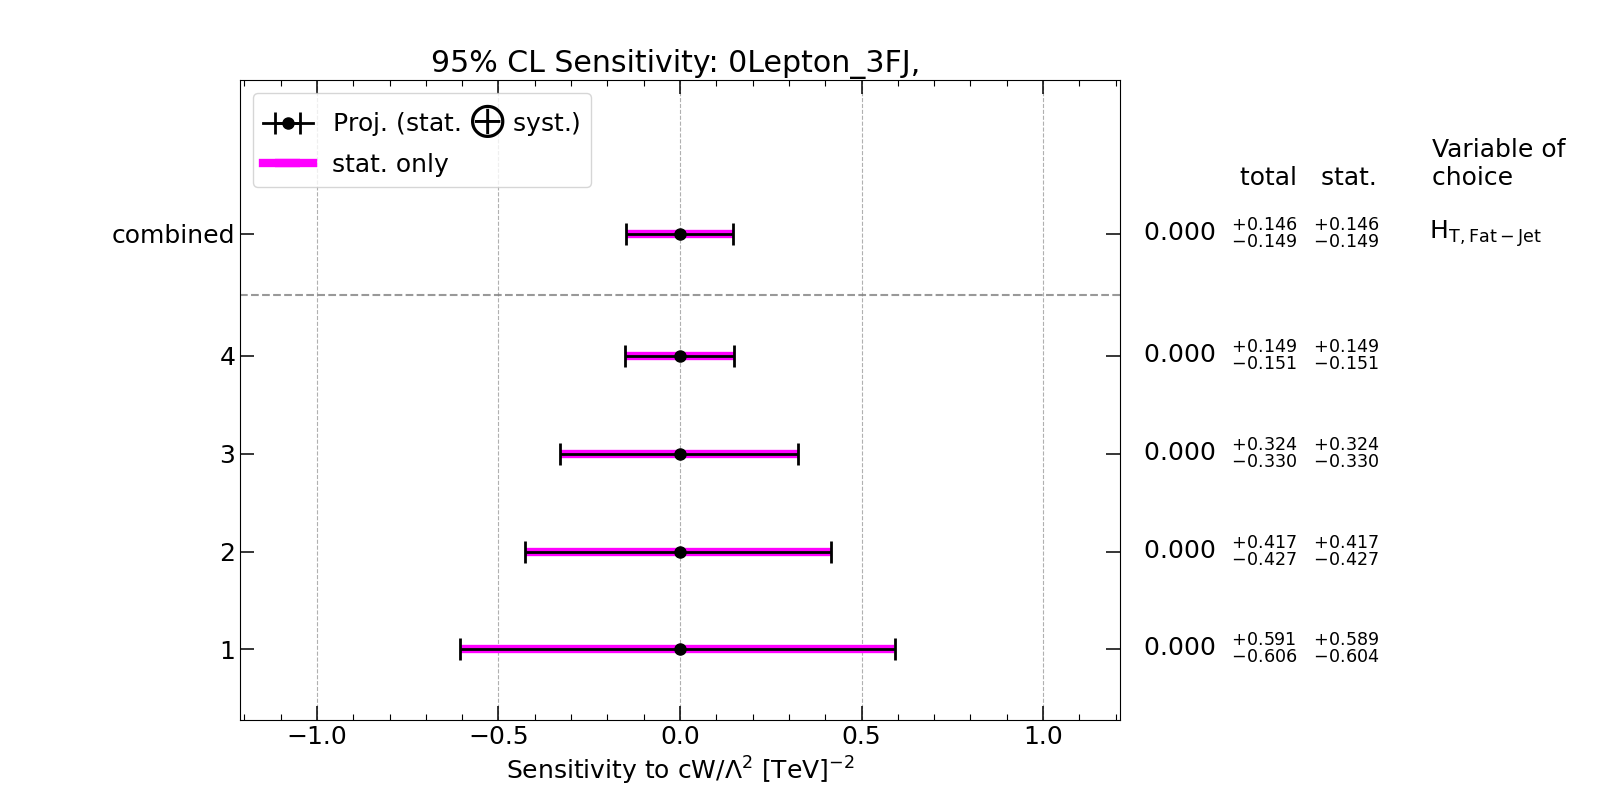 95% CL Sensitivity: 0Lepton_3FJ,
Proj. (stat. ⊕ syst.)
stat. only
total stat. Variable of choice
combined 0.000 +0.146 −0.149 +0.146 −0.149 H_T, Fat−Jet
4 0.000 +0.149 −0.151 +0.149 −0.151
3 0.000 +0.324 −0.330 +0.324 −0.330
2 0.000 +0.417 −0.427 +0.417 −0.427
1 0.000 +0.591 −0.606 +0.589 −0.604
−1.0 −0.5 0.0 0.5 1.0
Sensitivity to cW/Λ² [TeV]⁻²